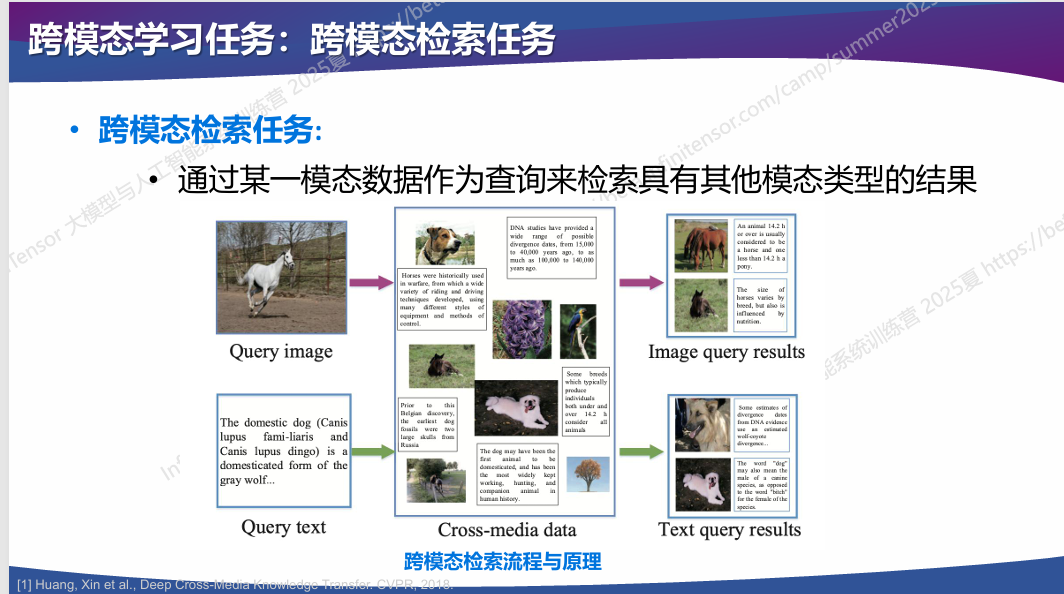 跨模态学习任务：跨模态检索任务
• 跨模态检索任务:
• 通过某一模态数据作为查询来检索具有其他模态类型的结果
Query image
The domestic dog (Canis
lupus fami-liaris and
Canis lupus dingo) is a
domesticated form of the
gray wolf...
Query text
DNA studies have provided a
wide range of possible
divergence dates, from 15,000
to 40,000 years ago, to as
much as 100,000 to 140,000
years ago.
Horses were historically used
in warfare, from which a wide
variety of riding and driving
techniques developed, using
many different styles of
equipment and methods of
control.
Some breeds
which typically
produce
individuals
both under and
over 14.2 h
consider all
animals
Prior to this
Belgian discovery,
the earliest dog
fossils were two
large skulls from
Russia
The dog may have been the
first animal to be
domesticated, and has been
the most widely kept
working, hunting, and
companion animal in
human history.
Cross-media data
An animal 14.2 h
or over is usually
considered to be
a horse and one
less than 14.2 h a
pony.
The size of
horses varies by
breed, but also is
influenced by
nutrition.
Image query results
Some estimates of
divergence dates
from DNA evidence
use an estimated
wolf-coyote
divergence...
The word "dog"
may also mean the
male of a canine
species, as opposed
to the word "bitch"
for the female of the
species.
Text query results
跨模态检索流程与原理
[1] Huang, Xin et al., Deep Cross-Media Knowledge Transfer. CVPR, 2018.